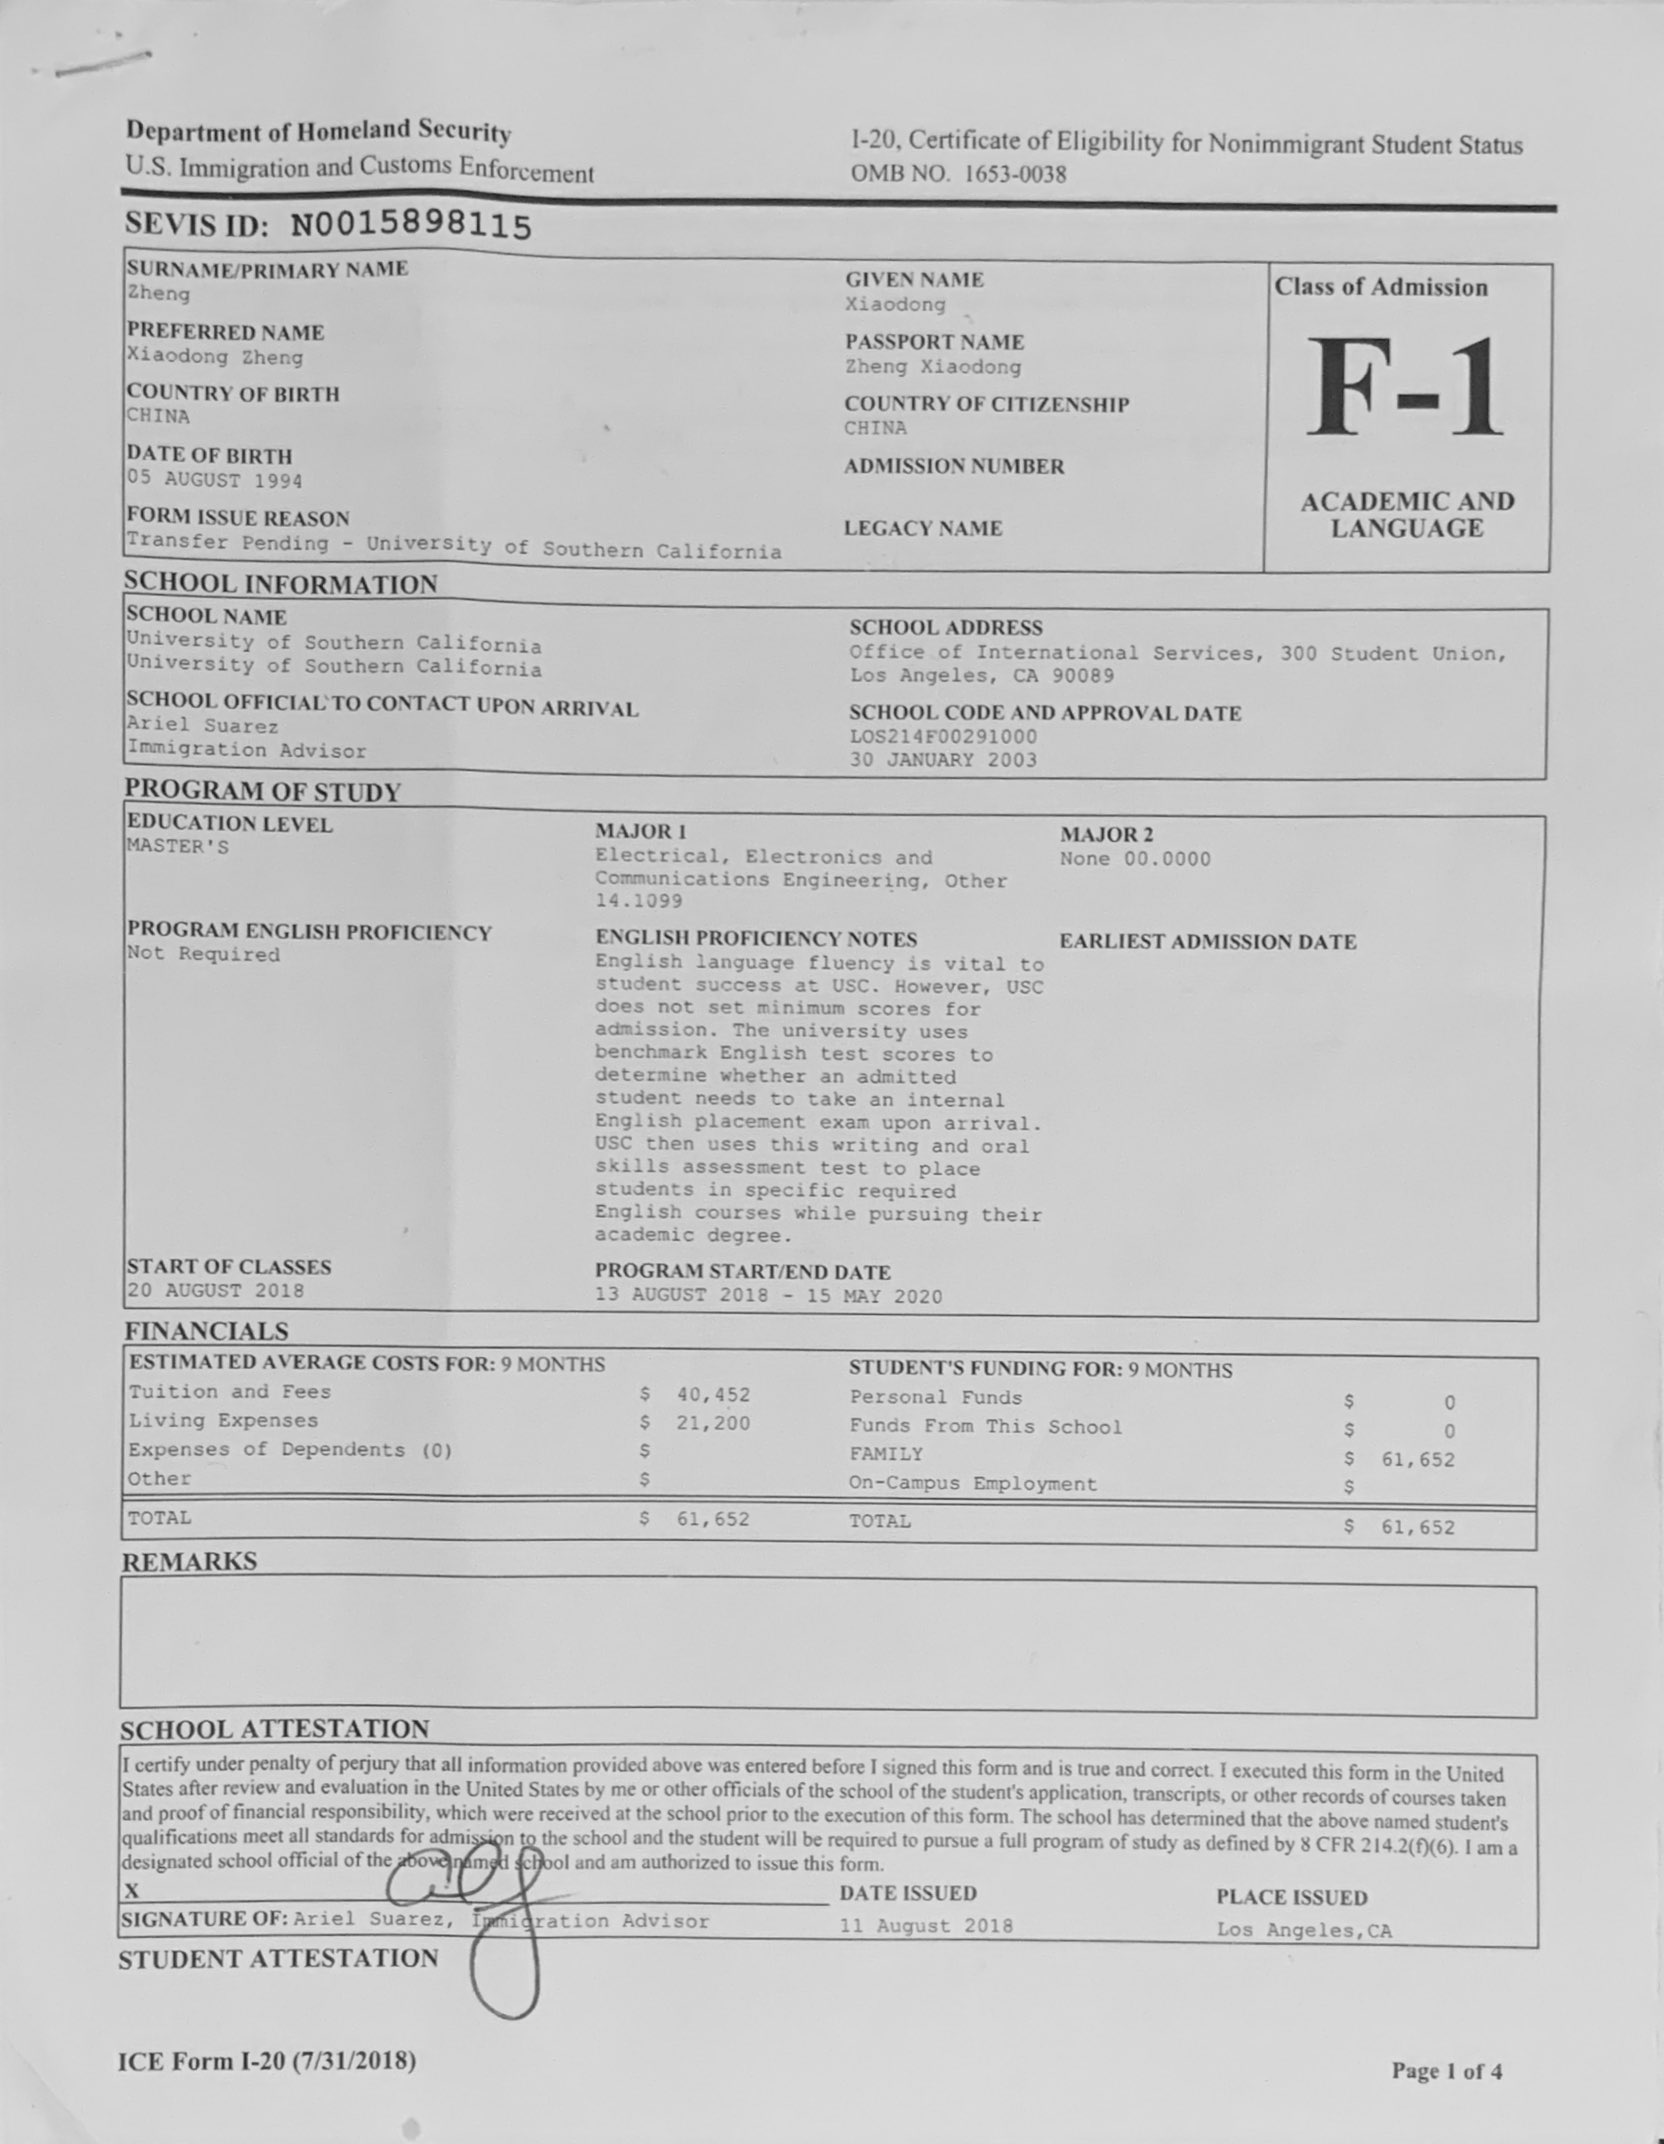 Department of Homeland Security
U.S. Immigration and Customs Enforcement
I-20, Certificate of Eligibility for Nonimmigrant Student Status
OMB NO. 1653-0038
SEVIS ID: N0015898115
SURNAME/PRIMARY NAME
Zheng
GIVEN NAME
Xiaodong
Class of Admission
PREFERRED NAME
Xiaodong Zheng
PASSPORT NAME
Zheng Xiaodong
F-1
COUNTRY OF BIRTH
CHINA
COUNTRY OF CITIZENSHIP
CHINA
DATE OF BIRTH
05 AUGUST 1994
ADMISSION NUMBER
ACADEMIC AND
LANGUAGE
FORM ISSUE REASON
Transfer Pending - University of Southern California
LEGACY NAME
SCHOOL INFORMATION
SCHOOL NAME
University of Southern California
University of Southern California
SCHOOL ADDRESS
Office of International Services, 300 Student Union,
Los Angeles, CA 90089
SCHOOL OFFICIAL TO CONTACT UPON ARRIVAL
Ariel Suarez
Immigration Advisor
SCHOOL CODE AND APPROVAL DATE
LOS214F00291000
30 JANUARY 2003
PROGRAM OF STUDY
EDUCATION LEVEL
MASTER'S
MAJOR 1
Electrical, Electronics and
Communications Engineering, Other
14.1099
MAJOR 2
None 00.0000
PROGRAM ENGLISH PROFICIENCY
Not Required
ENGLISH PROFICIENCY NOTES
English language fluency is vital to
student success at USC. However, USC
does not set minimum scores for
admission. The university uses
benchmark English test scores to
determine whether an admitted
student needs to take an internal
English placement exam upon arrival.
USC then uses this writing and oral
skills assessment test to place
students in specific required
English courses while pursuing their
academic degree.
EARLIEST ADMISSION DATE
START OF CLASSES
20 AUGUST 2018
PROGRAM START/END DATE
13 AUGUST 2018 - 15 MAY 2020
FINANCIALS
ESTIMATED AVERAGE COSTS FOR: 9 MONTHS
Tuition and Fees $ 40,452
Living Expenses $ 21,200
Expenses of Dependents (0) $
Other $
TOTAL $ 61,652
STUDENT'S FUNDING FOR: 9 MONTHS
Personal Funds $ 0
Funds From This School $ 0
FAMILY $ 61,652
On-Campus Employment $
TOTAL $ 61,652
REMARKS
SCHOOL ATTESTATION
I certify under penalty of perjury that all information provided above was entered before I signed this form and is true and correct. I executed this form in the United
States after review and evaluation in the United States by me or other officials of the school of the student's application, transcripts, or other records of courses taken
and proof of financial responsibility, which were received at the school prior to the execution of this form. The school has determined that the above named student's
qualifications meet all standards for admission to the school and the student will be required to pursue a full program of study as defined by 8 CFR 214.2(f)(6). I am a
designated school official of the above named school and am authorized to issue this form.
X
SIGNATURE OF: Ariel Suarez, Immigration Advisor
DATE ISSUED
11 August 2018
PLACE ISSUED
Los Angeles,CA
STUDENT ATTESTATION
ICE Form I-20 (7/31/2018)
Page 1 of 4